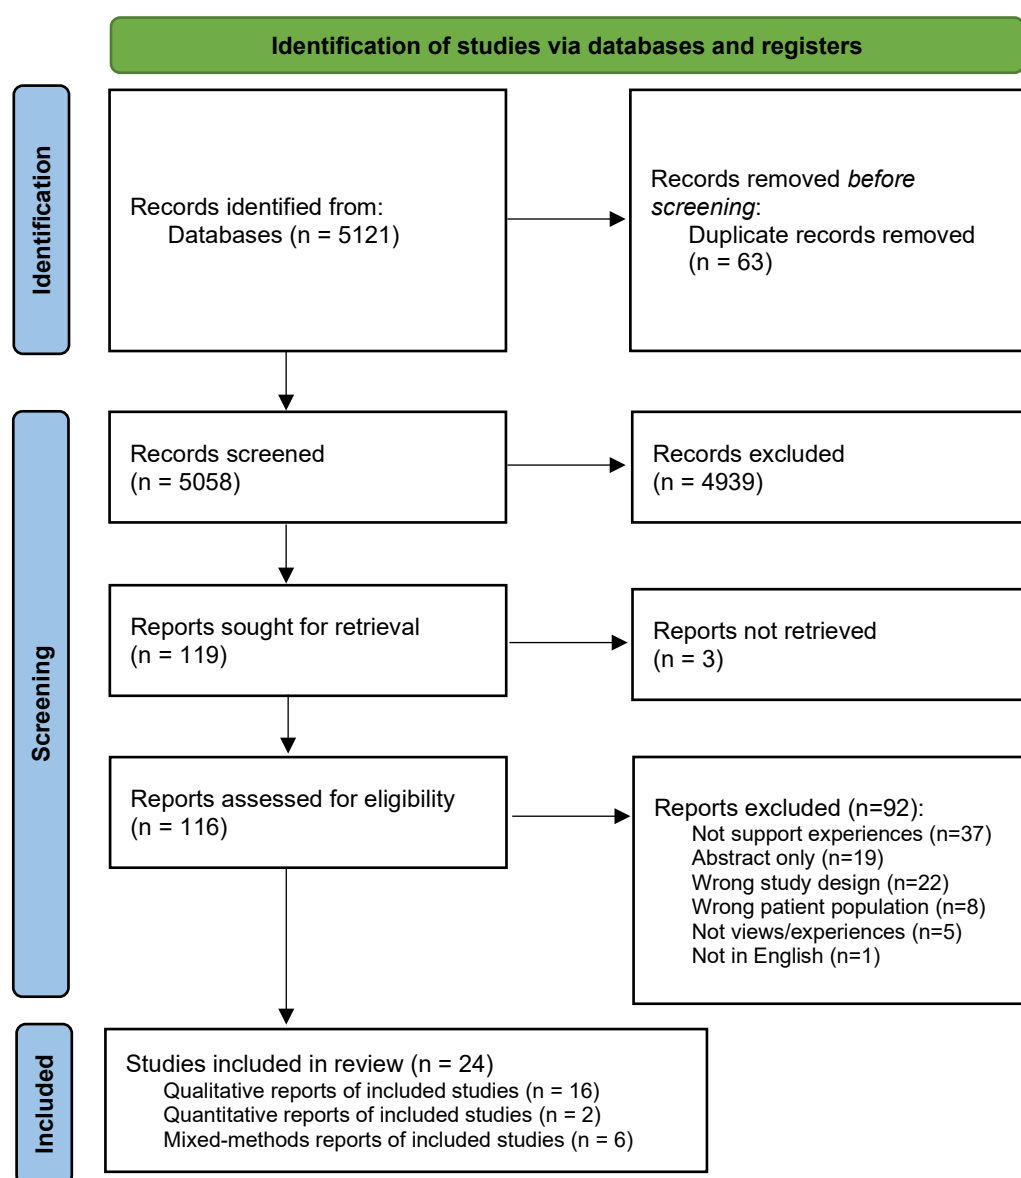 Identification of studies via databases and registers
Identification
Records identified from:
Databases (n = 5121)
Records removed before
screening:
Duplicate records removed
(n = 63)
Screening
Records screened
(n = 5058)
Records excluded
(n = 4939)
Reports sought for retrieval
(n = 119)
Reports not retrieved
(n = 3)
Reports assessed for eligibility
(n = 116)
Reports excluded (n=92):
Not support experiences (n=37)
Abstract only (n=19)
Wrong study design (n=22)
Wrong patient population (n=8)
Not views/experiences (n=5)
Not in English (n=1)
Included
Studies included in review (n = 24)
Qualitative reports of included studies (n = 16)
Quantitative reports of included studies (n = 2)
Mixed-methods reports of included studies (n = 6)